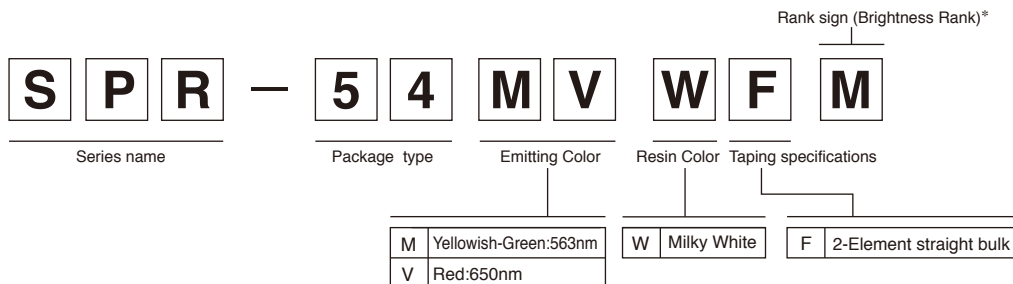 Rank sign (Brightness Rank)*
S P R – 5 4 M V W F M
Series name Package type Emitting Color Resin Color Taping specifications
M Yellowish-Green:563nm W Milky White F 2-Element straight bulk
V Red:650nm